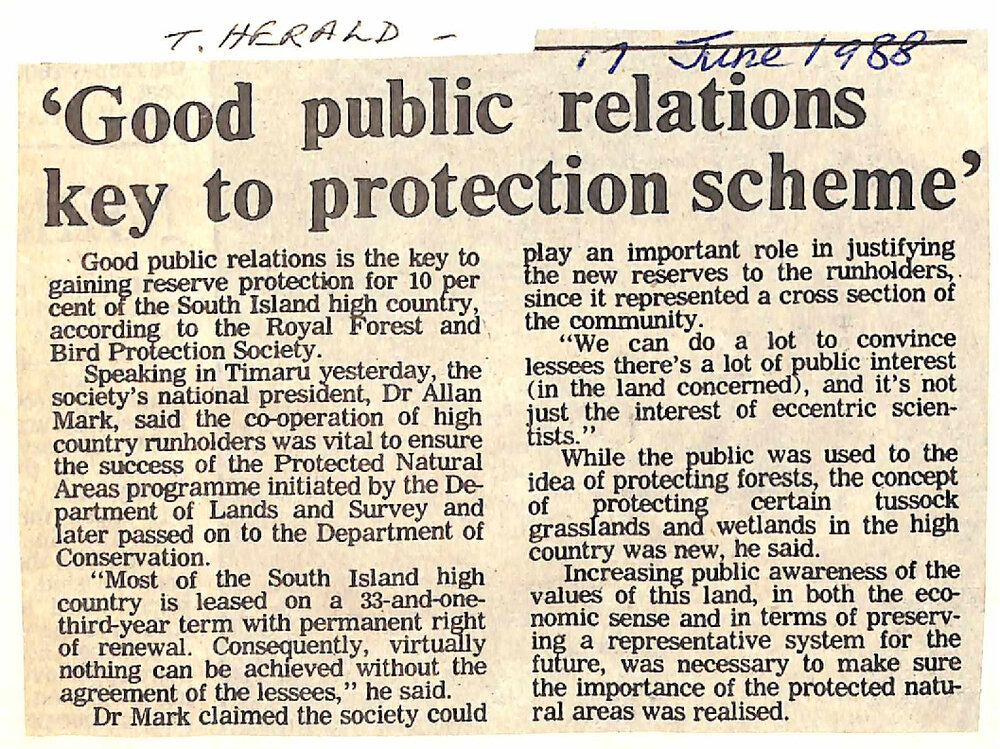 T. HERALD -
17 June 1988
‘Good public relations
key to protection scheme’
Good public relations is the key to
gaining reserve protection for 10 per
cent of the South Island high country,
according to the Royal Forest and
Bird Protection Society.
Speaking in Timaru yesterday, the
society's national president, Dr Allan
Mark, said the co-operation of high
country runholders was vital to ensure
the success of the Protected Natural
Areas programme initiated by the De-
partment of Lands and Survey and
later passed on to the Department of
Conservation.
“Most of the South Island high
country is leased on a 33-and-one-
third-year term with permanent right
of renewal. Consequently, virtually
nothing can be achieved without the
agreement of the lessees,” he said.
Dr Mark claimed the society could
play an important role in justifying
the new reserves to the runholders,
since it represented a cross section of
the community.
“We can do a lot to convince
lessees there's a lot of public interest
(in the land concerned), and it's not
just the interest of eccentric scien-
tists.”
While the public was used to the
idea of protecting forests, the concept
of protecting certain tussock
grasslands and wetlands in the high
country was new, he said.
Increasing public awareness of the
values of this land, in both the eco-
nomic sense and in terms of preserv-
ing a representative system for the
future, was necessary to make sure
the importance of the protected natu-
ral areas was realised.